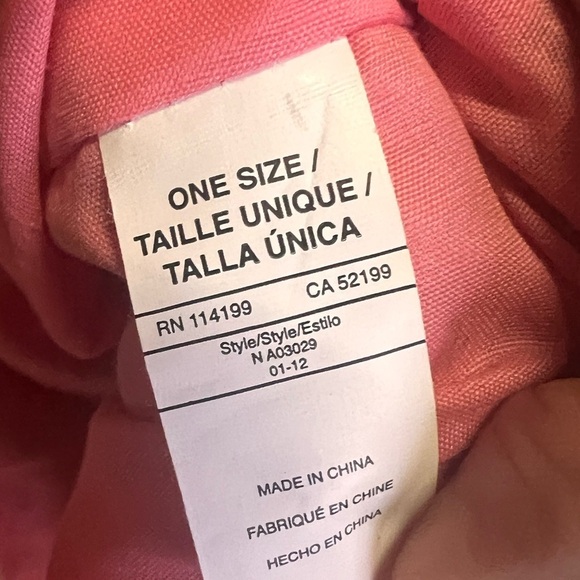 ONE SIZE /
TAILLE UNIQUE /
TALLA ÚNICA
RN 114199 CA 52199
Style/Style/Estilo
N A03029
01-12
MADE IN CHINA
FABRIQUÉ EN CHINE
HECHO EN CHINA